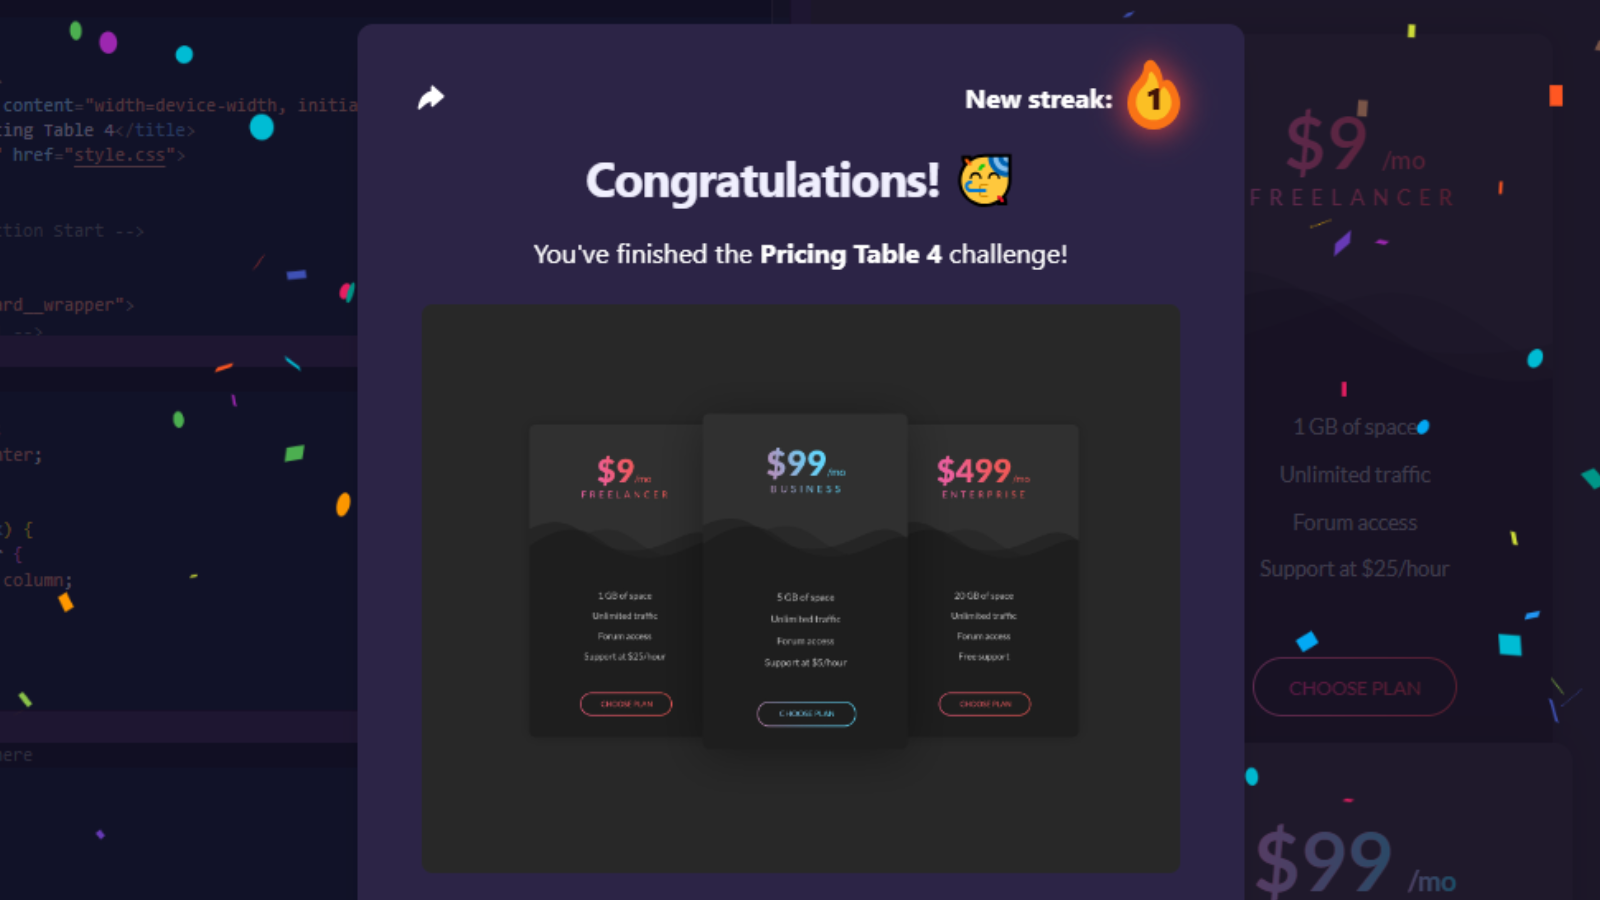 content="width=device-width, initia
ing Table 4</title>
href="style.css">
ction Start -->
ard__wrapper">
-->
nter;
) {
{
column;
here
New streak: 1
Congratulations!
You've finished the Pricing Table 4 challenge!
$9/mo
FREELANCER
1 GB of space
Unlimited traffic
Forum access
Support at $25/hour
CHOOSE PLAN
$99/mo
BUSINESS
5 GB of space
Unlimited traffic
Forum access
Support at $5/hour
CHOOSE PLAN
$499/mo
ENTERPRISE
20 GB of space
Unlimited traffic
Forum access
Free support
CHOOSE PLAN
$9 /mo
FREELANCER
1 GB of space
Unlimited traffic
Forum access
Support at $25/hour
CHOOSE PLAN
$99 /mo